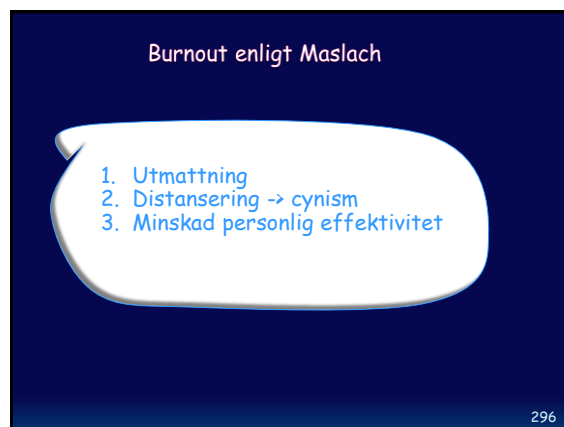 Burnout enligt Maslach
1. Utmattning
2. Distansering -> cynism
3. Minskad personlig effektivitet
296